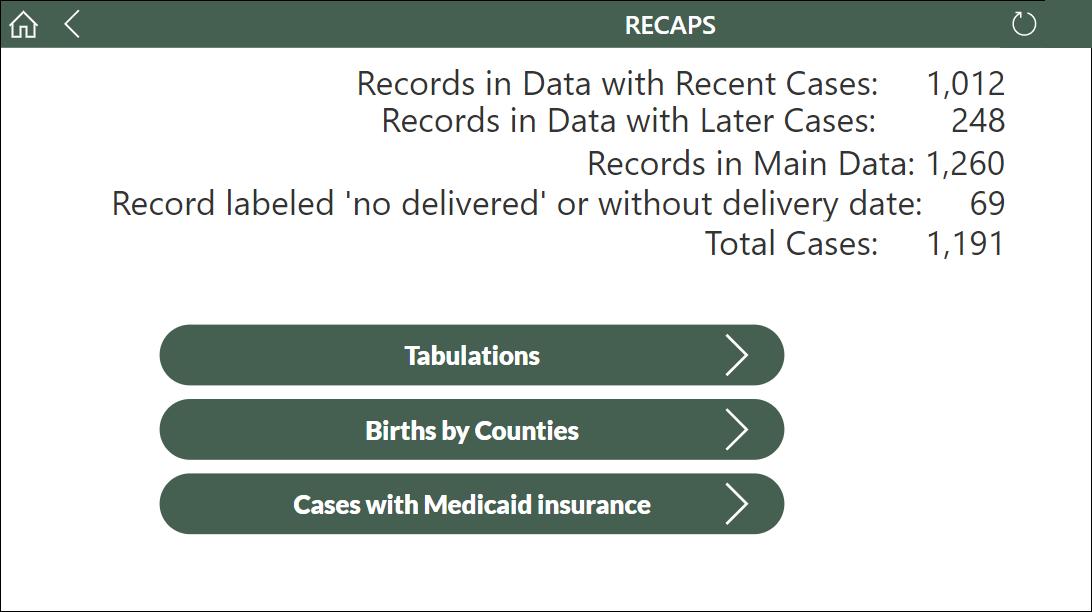 RECAPS
Records in Data with Recent Cases: 1,012
Records in Data with Later Cases: 248
Records in Main Data: 1,260
Record labeled 'no delivered' or without delivery date: 69
Total Cases: 1,191
Tabulations
Births by Counties
Cases with Medicaid insurance